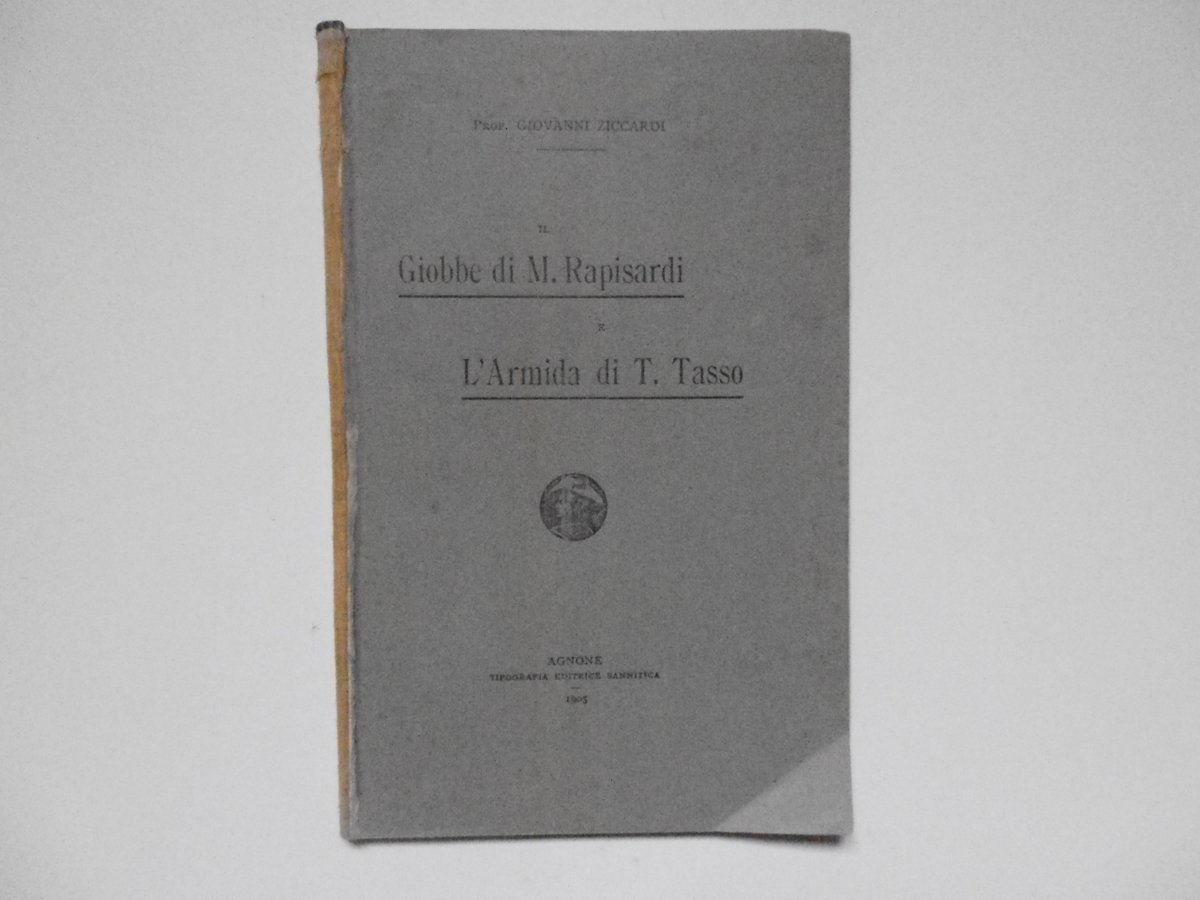 Prof. GIOVANNI ZICCARDI
IL
Giobbe di M. Rapisardi
E
L'Armida di T. Tasso
AGNONE
TIPOGRAFIA EDITRICE SANNITICA
1905